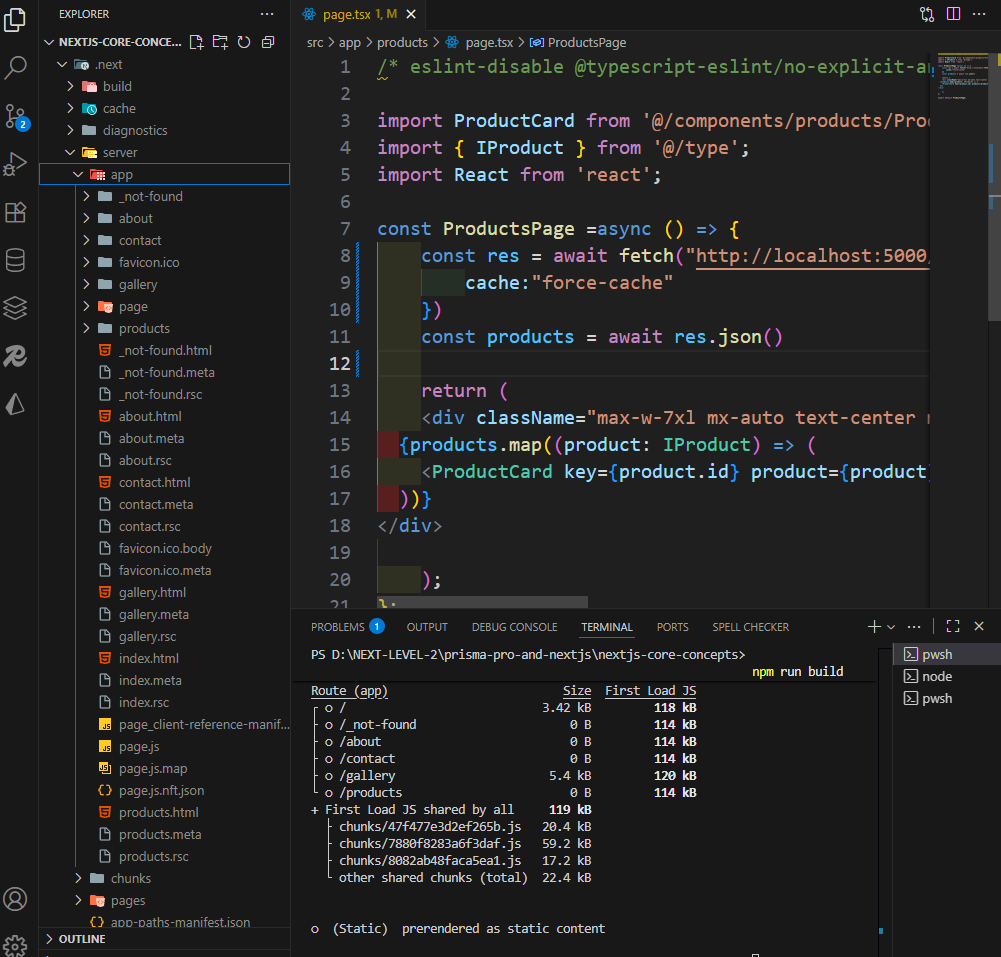 EXPLORER
NEXTJS-CORE-CONCE...
.next
build
cache
diagnostics
server
app
_not-found
about
contact
favicon.ico
gallery
page
products
_not-found.html
_not-found.meta
_not-found.rsc
about.html
about.meta
about.rsc
contact.html
contact.meta
contact.rsc
favicon.ico.body
favicon.ico.meta
gallery.html
gallery.meta
gallery.rsc
index.html
index.meta
index.rsc
page_client-reference-manif...
page.js
page.js.map
page.js.nft.json
products.html
products.meta
products.rsc
chunks
pages
app-paths-manifest.json
OUTLINE
2
page.tsx 1, M
src > app > products > page.tsx > ProductsPage
1 /* eslint-disable @typescript-eslint/no-explicit-an
2
3 import ProductCard from '@/components/products/Pro
4 import { IProduct } from '@/type';
5 import React from 'react';
6
7 const ProductsPage =async () => {
8 const res = await fetch("http://localhost:5000/
9 cache:"force-cache"
10 })
11 const products = await res.json()
12
13 return (
14 <div className="max-w-7xl mx-auto text-center m
15 {products.map((product: IProduct) => (
16 <ProductCard key={product.id} product={product}
17 ))}
18 </div>
19
20 );
21 };
PROBLEMS 1 OUTPUT DEBUG CONSOLE TERMINAL PORTS SPELL CHECKER
PS D:\NEXT-LEVEL-2\prisma-pro-and-nextjs\nextjs-core-concepts>
npm run build
Route (app) Size First Load JS
┌ ○ / 3.42 kB 118 kB
├ ○ /_not-found 0 B 114 kB
├ ○ /about 0 B 114 kB
├ ○ /contact 0 B 114 kB
├ ○ /gallery 5.4 kB 120 kB
└ ○ /products 0 B 114 kB
+ First Load JS shared by all 119 kB
├ chunks/47f477e3d2ef265b.js 20.4 kB
├ chunks/7880f8283a6f3daf.js 59.2 kB
├ chunks/8082ab48faca5ea1.js 17.2 kB
└ other shared chunks (total) 22.4 kB
○ (Static) prerendered as static content
pwsh
node
pwsh